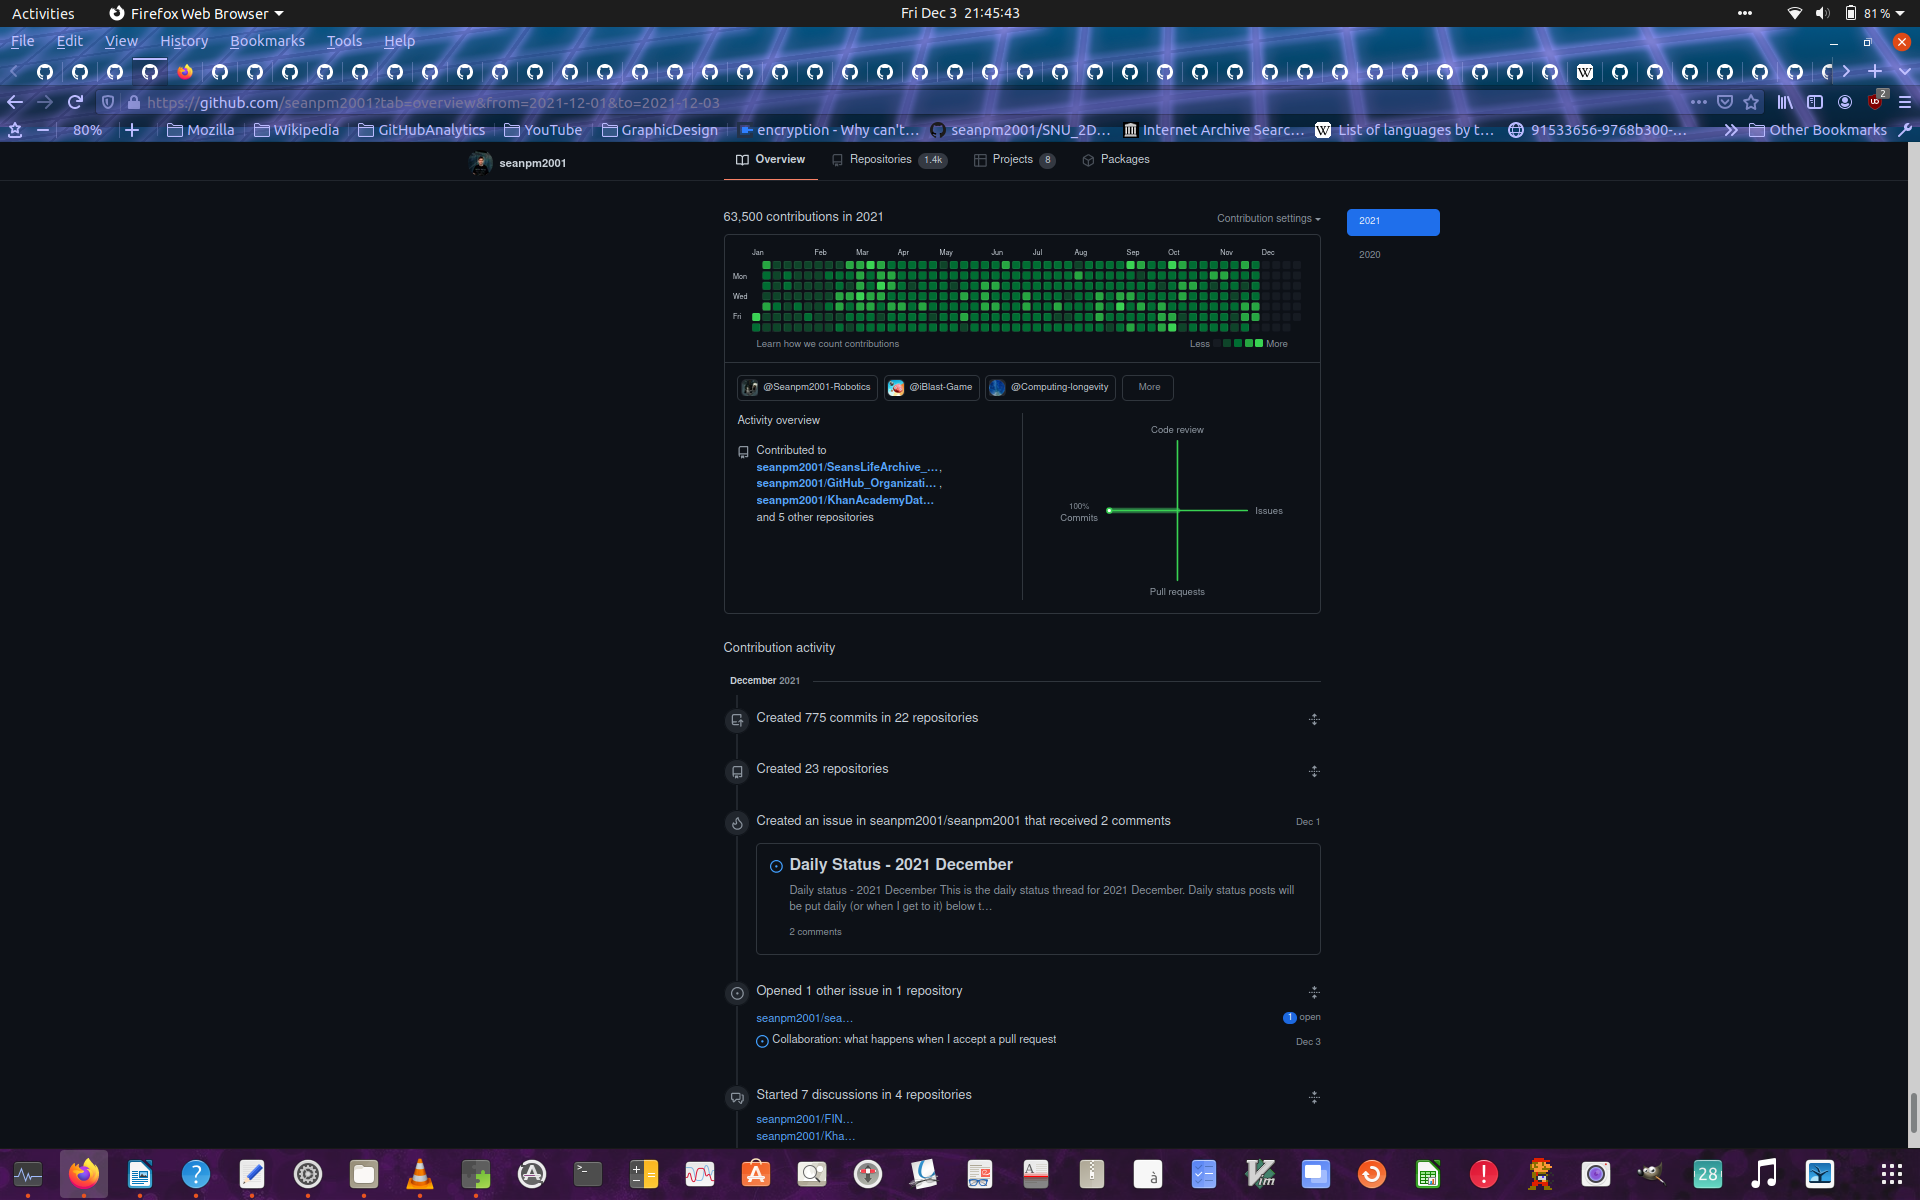 Activities
Firefox Web Browser
Fri Dec 3 21:45:43
81 %
File Edit View History Bookmarks Tools Help
W
https://github.com/seanpm2001?tab=overview&from=2021-12-01&to=2021-12-03
2
80%
Mozilla
Wikipedia
GitHubAnalytics
YouTube
GraphicDesign
encryption - Why can't…
seanpm2001/SNU_2D…
Internet Archive Searc…
W List of languages by t…
91533656-9768b300-…
Other Bookmarks
seanpm2001
Overview
Repositories 1.4k
Projects 8
Packages
63,500 contributions in 2021
Contribution settings
2021
2020
Jan Feb Mar Apr May Jun Jul Aug Sep Oct Nov Dec
Mon
Wed
Fri
Learn how we count contributions
Less More
@Seanpm2001-Robotics
@iBlast-Game
@Computing-longevity
More
Activity overview
Contributed to
seanpm2001/SeansLifeArchive_…,
seanpm2001/GitHub_Organizati… ,
seanpm2001/KhanAcademyDat…
and 5 other repositories
Code review
100%
Commits
Issues
Pull requests
Contribution activity
December 2021
Created 775 commits in 22 repositories
Created 23 repositories
Created an issue in seanpm2001/seanpm2001 that received 2 comments
Dec 1
Daily Status - 2021 December
Daily status - 2021 December This is the daily status thread for 2021 December. Daily status posts will
be put daily (or when I get to it) below t…
2 comments
Opened 1 other issue in 1 repository
seanpm2001/sea…
1 open
Collaboration: what happens when I accept a pull request
Dec 3
Started 7 discussions in 4 repositories
seanpm2001/FIN…
seanpm2001/Kha…
28